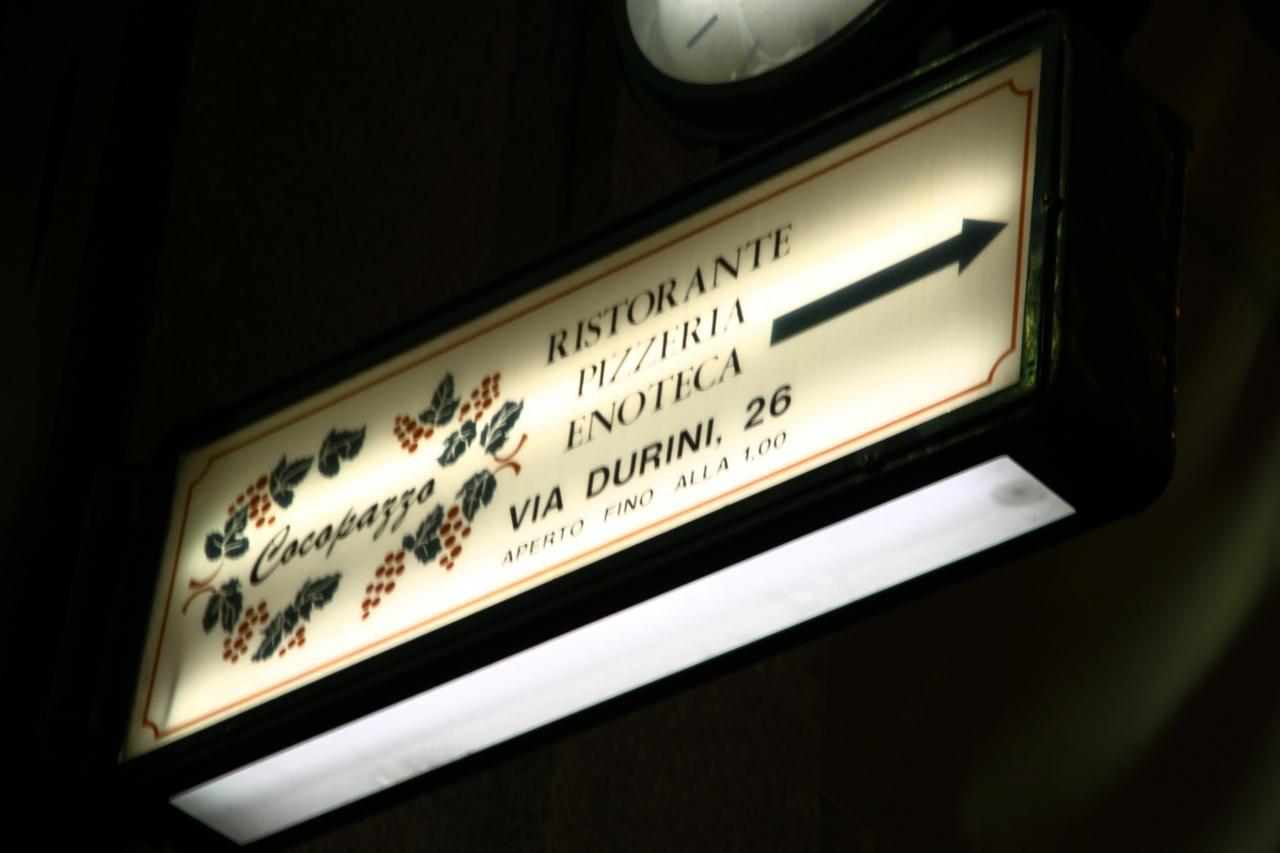 Cocopazzo
RISTORANTE
PIZZERIA
ENOTECA
VIA DURINI, 26
APERTO FINO ALLA 1.00